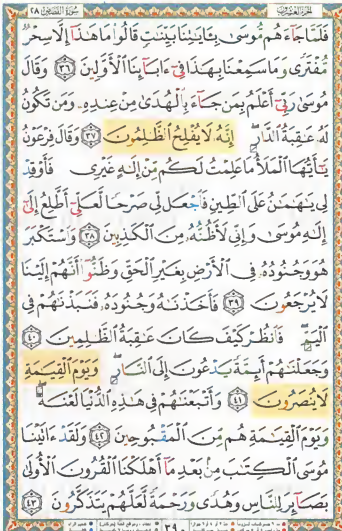 سورة القصص ٢٨ الجزء العشرون
فَلَمَّا جَآءَهُم مُّوسَىٰ بِـَٔايَٰتِنَا بَيِّنَٰتٍ قَالُوا۟ مَا هَٰذَآ إِلَّا سِحْرٌ
مُّفْتَرًى وَمَا سَمِعْنَا بِهَٰذَا فِىٓ ءَابَآئِنَا ٱلْأَوَّلِينَ ٣٦ وَقَالَ
مُوسَىٰ رَبِّىٓ أَعْلَمُ بِمَن جَآءَ بِٱلْهُدَىٰ مِنْ عِندِهِۦ وَمَن تَكُونُ
لَهُۥ عَٰقِبَةُ ٱلدَّارِ إِنَّهُۥ لَا يُفْلِحُ ٱلظَّٰلِمُونَ ٣٧ وَقَالَ فِرْعَوْنُ
يَٰٓأَيُّهَا ٱلْمَلَأُ مَا عَلِمْتُ لَكُم مِّنْ إِلَٰهٍ غَيْرِى فَأَوْقِدْ
لِى يَٰهَٰمَٰنُ عَلَى ٱلطِّينِ فَٱجْعَل لِّى صَرْحًا لَّعَلِّىٓ أَطَّلِعُ إِلَىٰٓ
إِلَٰهِ مُوسَىٰ وَإِنِّى لَأَظُنُّهُۥ مِنَ ٱلْكَٰذِبِينَ ٣٨ وَٱسْتَكْبَرَ
هُوَ وَجُنُودُهُۥ فِى ٱلْأَرْضِ بِغَيْرِ ٱلْحَقِّ وَظَنُّوٓا۟ أَنَّهُمْ إِلَيْنَا
لَا يُرْجَعُونَ ٣٩ فَأَخَذْنَٰهُ وَجُنُودَهُۥ فَنَبَذْنَٰهُمْ فِى
ٱلْيَمِّ فَٱنظُرْ كَيْفَ كَانَ عَٰقِبَةُ ٱلظَّٰلِمِينَ ٤٠
وَجَعَلْنَٰهُمْ أَئِمَّةً يَدْعُونَ إِلَى ٱلنَّارِ وَيَوْمَ ٱلْقِيَٰمَةِ
لَا يُنصَرُونَ ٤١ وَأَتْبَعْنَٰهُمْ فِى هَٰذِهِ ٱلدُّنْيَا لَعْنَةً
وَيَوْمَ ٱلْقِيَٰمَةِ هُم مِّنَ ٱلْمَقْبُوحِينَ ٤٢ وَلَقَدْ ءَاتَيْنَا
مُوسَى ٱلْكِتَٰبَ مِنۢ بَعْدِ مَآ أَهْلَكْنَا ٱلْقُرُونَ ٱلْأُولَىٰ
بَصَآئِرَ لِلنَّاسِ وَهُدًى وَرَحْمَةً لَّعَلَّهُمْ يَتَذَكَّرُونَ ٤٣
٣٩٠